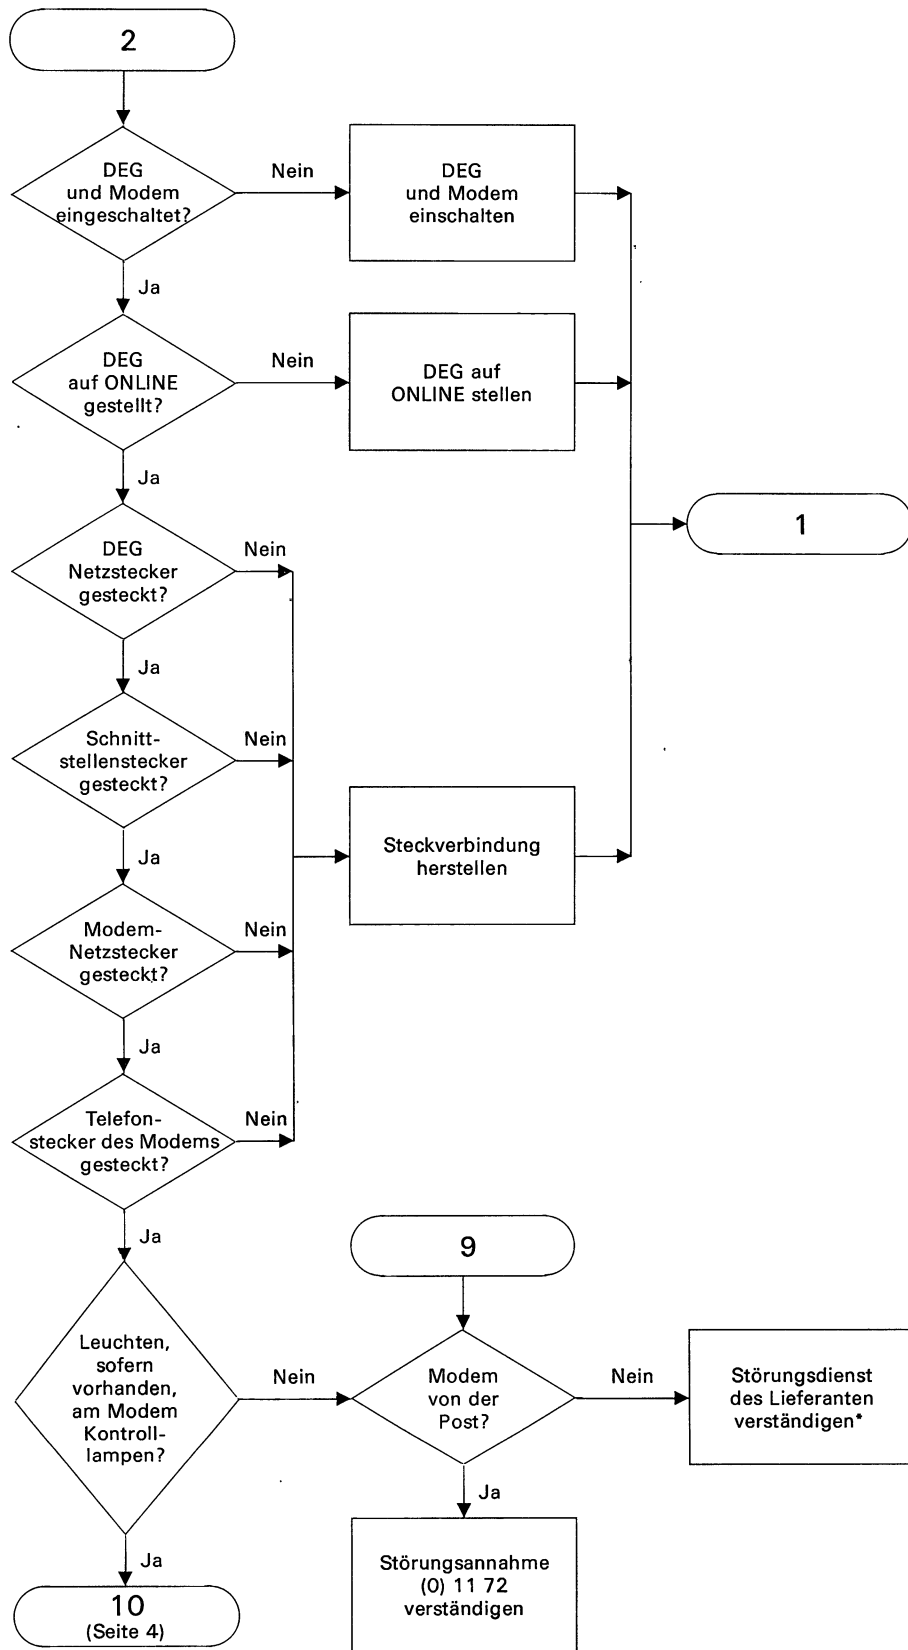 2
DEG
und Modem
eingeschaltet?
Nein
DEG
und Modem
einschalten
Ja
DEG
auf ONLINE
gestellt?
Nein
DEG auf
ONLINE stellen
Ja
1
DEG
Netzstecker
gesteckt?
Nein
Ja
Schnitt-
stellenstecker
gesteckt?
Nein
Steckverbindung
herstellen
Ja
Modem-
Netzstecker
gesteckt?
Nein
Ja
Telefon-
stecker des Modems
gesteckt?
Nein
Ja
9
Leuchten,
sofern
vorhanden,
am Modem
Kontroll-
lampen?
Nein
Modem
von der
Post?
Nein
Störungsdienst
des Lieferanten
verständigen*
Ja
Störungsannahme
(0) 11 72
verständigen
Ja
10
(Seite 4)